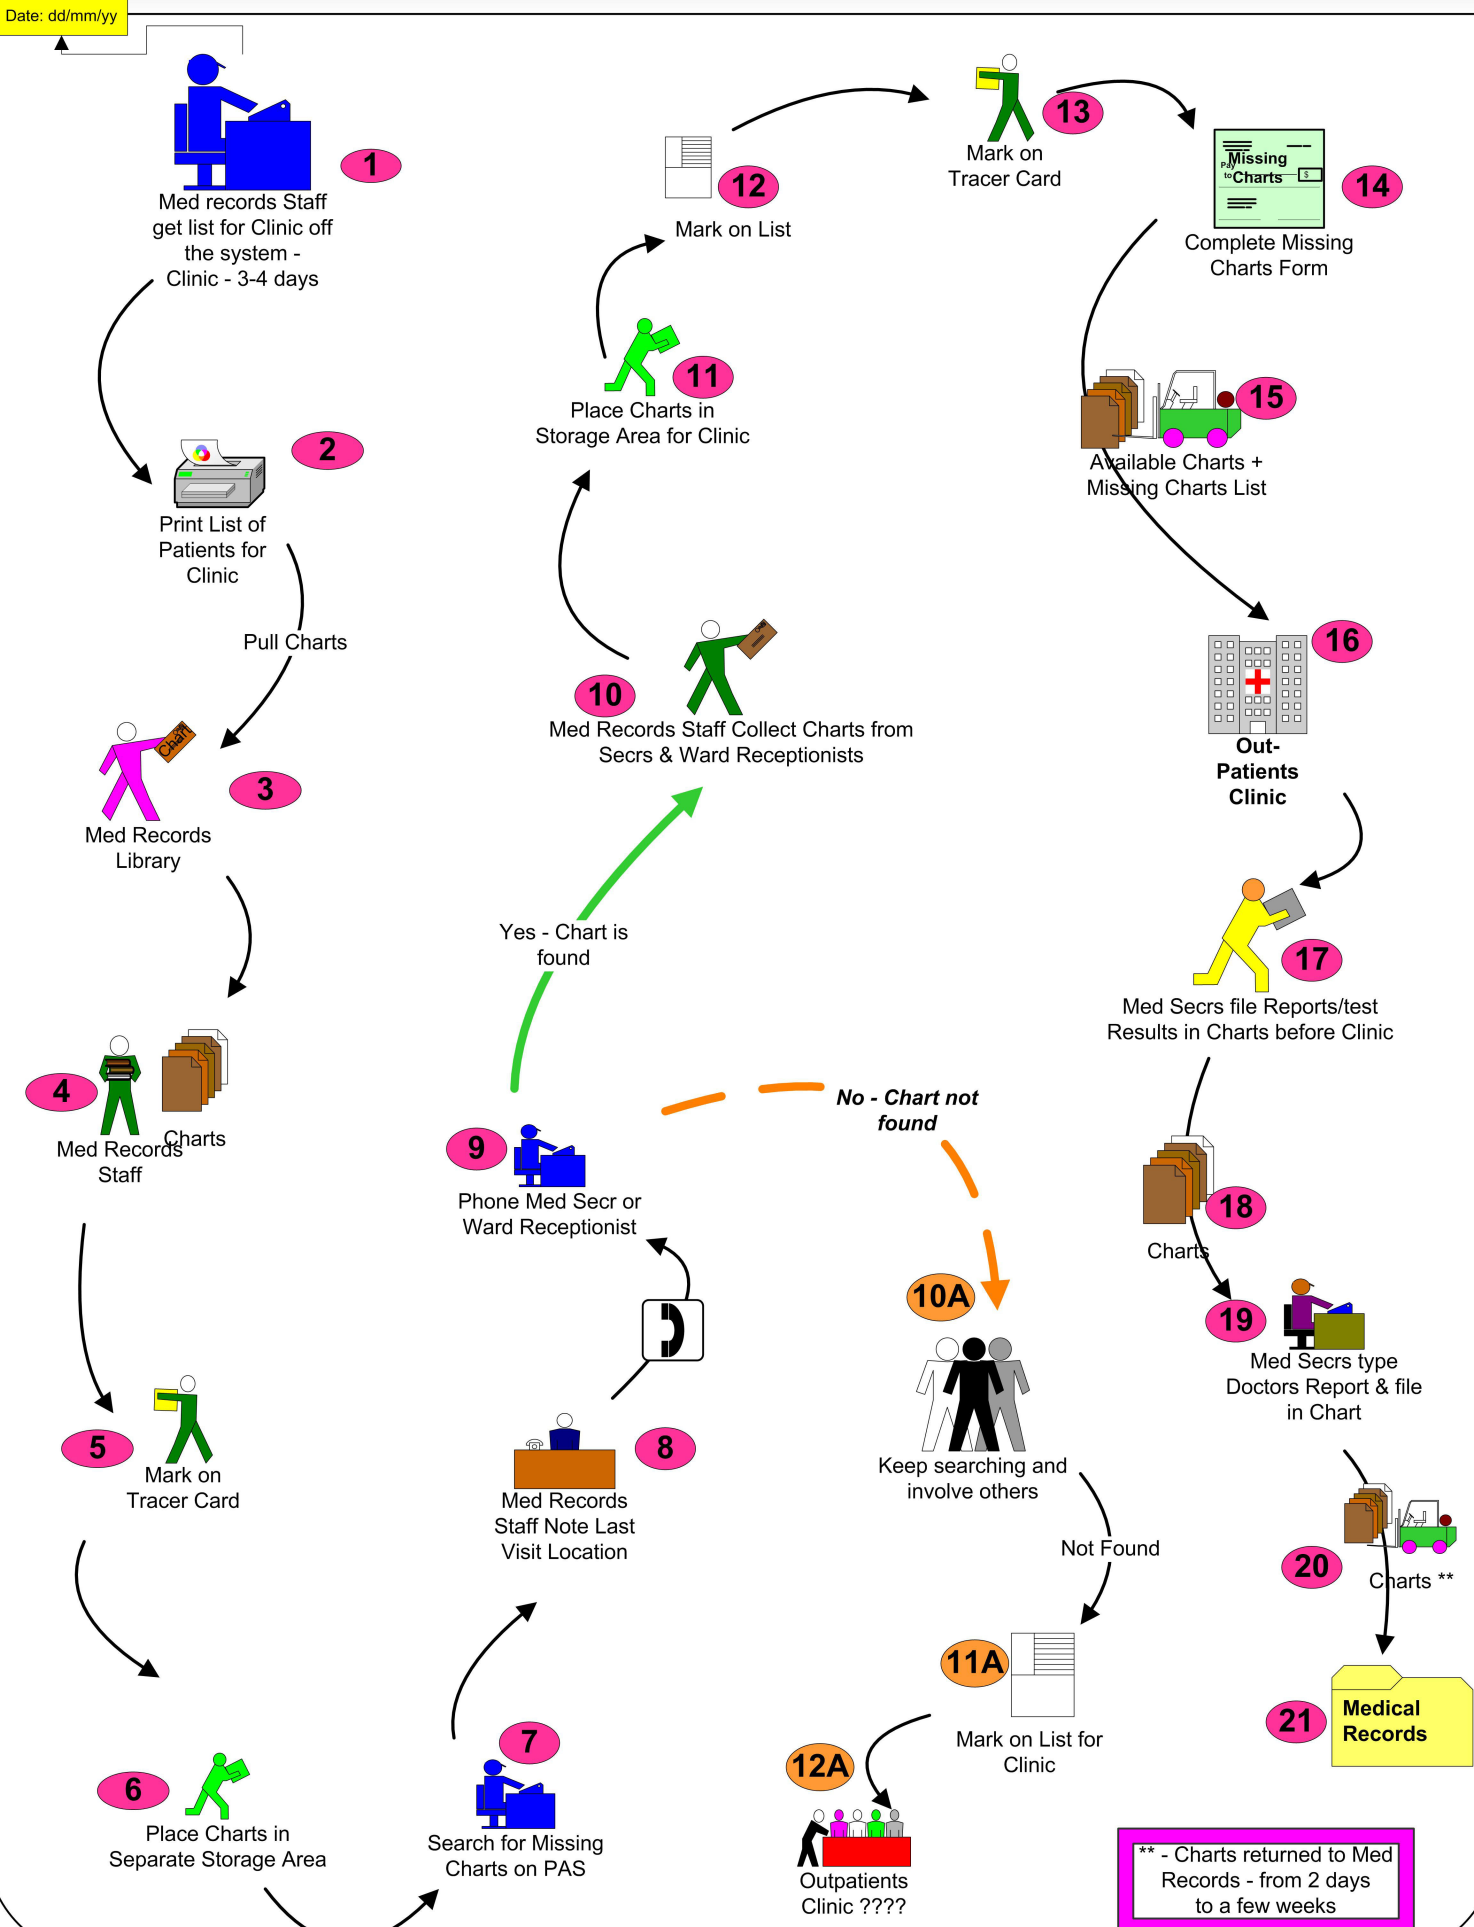 Date: dd/mm/yy
1
Med records Staff
get list for Clinic off
the system -
Clinic - 3-4 days
2
Print List of
Patients for
Clinic
Pull Charts
Chart
3
Med Records
Library
4
Charts
Med Records
Staff
5
Mark on
Tracer Card
6
Place Charts in
Separate Storage Area
7
Search for Missing
Charts on PAS
8
Med Records
Staff Note Last
Visit Location
9
Phone Med Secr or
Ward Receptionist
Yes - Chart is
found
No - Chart not
found
10
Med Records Staff Collect Charts from
Secrs & Ward Receptionists
11
Place Charts in
Storage Area for Clinic
12
Mark on List
13
Mark on
Tracer Card
Pay
to
Missing
Charts
$
14
Complete Missing
Charts Form
15
Available Charts +
Missing Charts List
16
Out-
Patients
Clinic
17
Med Secrs file Reports/test
Results in Charts before Clinic
18
Charts
19
Med Secrs type
Doctors Report & file
in Chart
20
Charts **
21
Medical
Records
10A
Keep searching and
involve others
Not Found
11A
Mark on List for
Clinic
12A
Outpatients
Clinic ????
** - Charts returned to Med
Records - from 2 days
to a few weeks